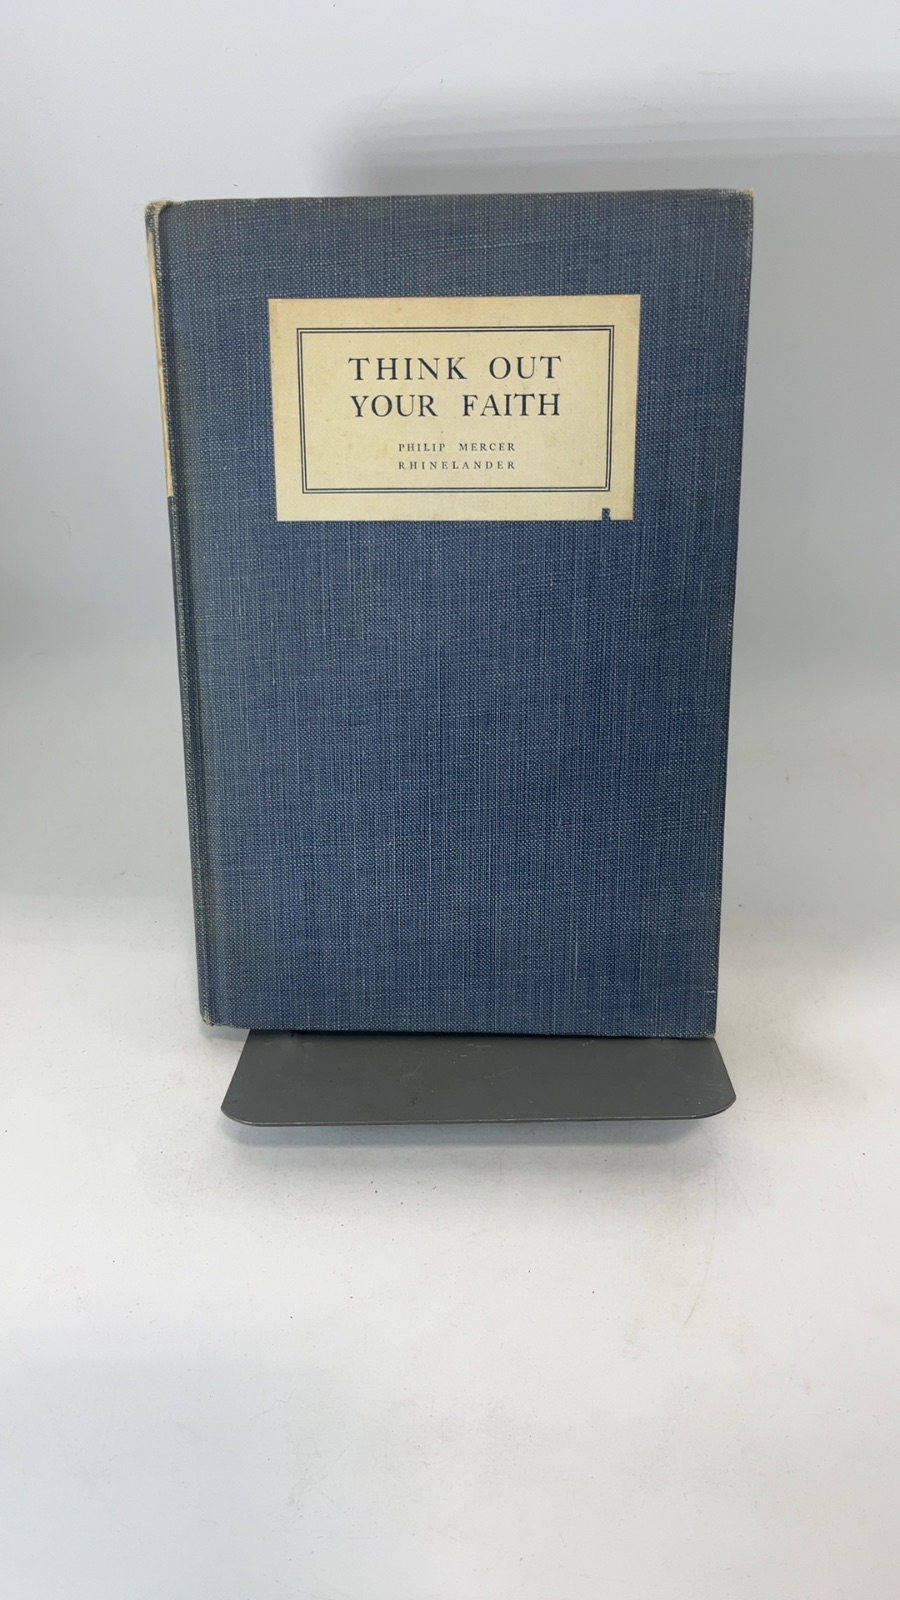 THINK OUT
YOUR FAITH
PHILIP MERCER
RHINELANDER